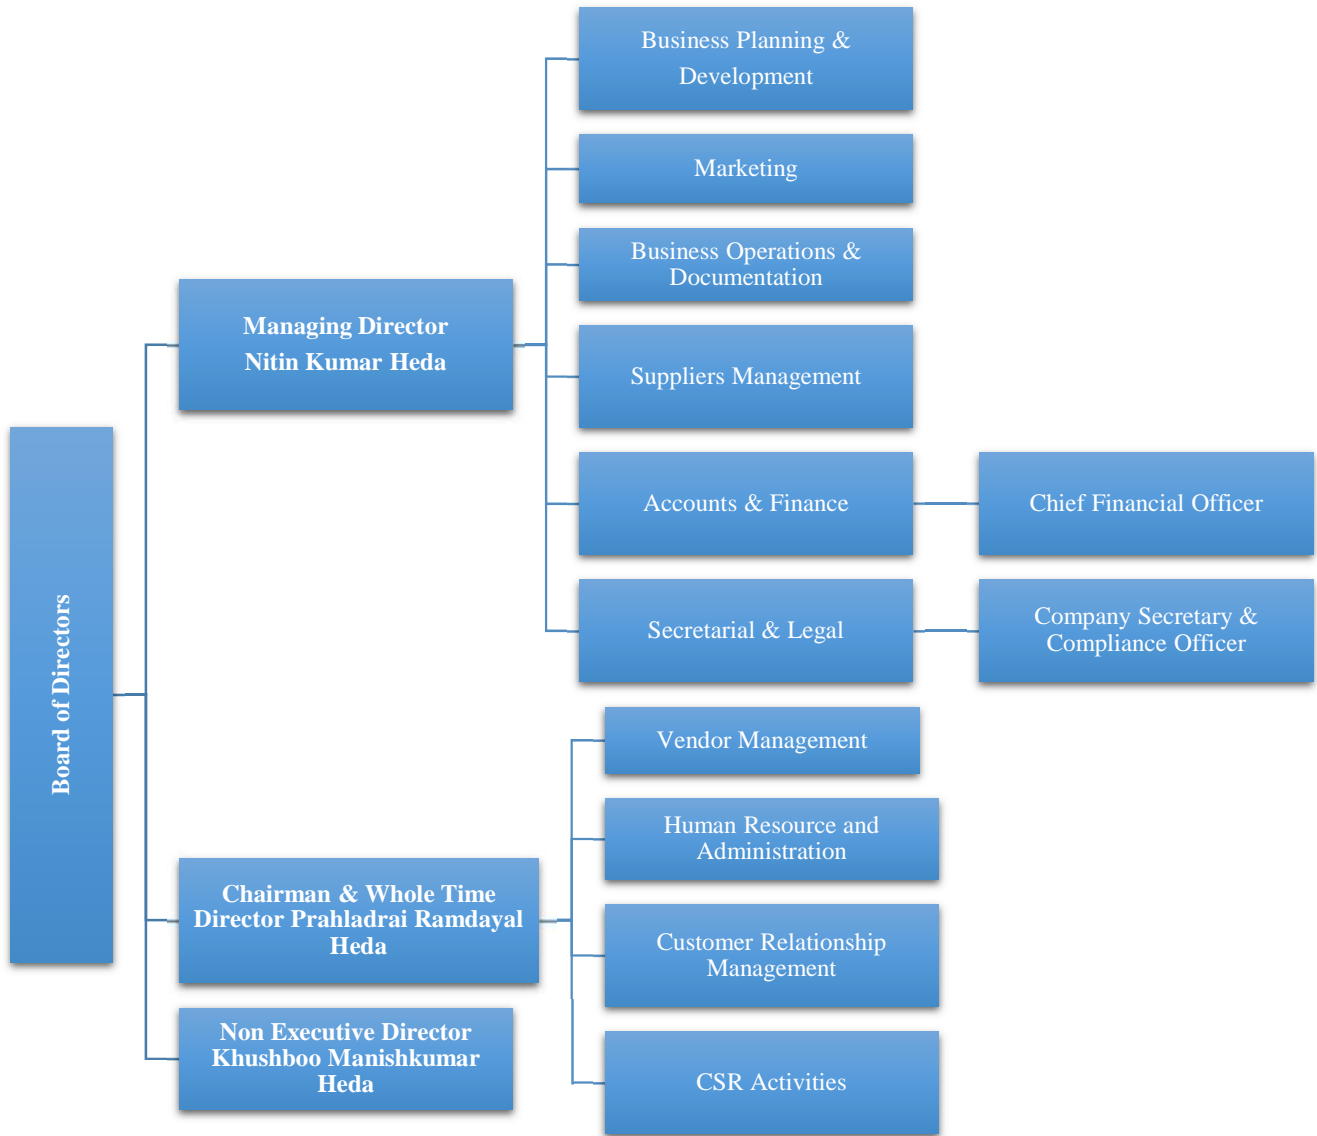 Board of Directors
Managing Director
Nitin Kumar Heda
Business Planning &
Development
Marketing
Business Operations &
Documentation
Suppliers Management
Accounts & Finance
Chief Financial Officer
Secretarial & Legal
Company Secretary &
Compliance Officer
Chairman & Whole Time
Director Prahladrai Ramdayal
Heda
Vendor Management
Human Resource and
Administration
Customer Relationship
Management
CSR Activities
Non Executive Director
Khushboo Manishkumar
Heda